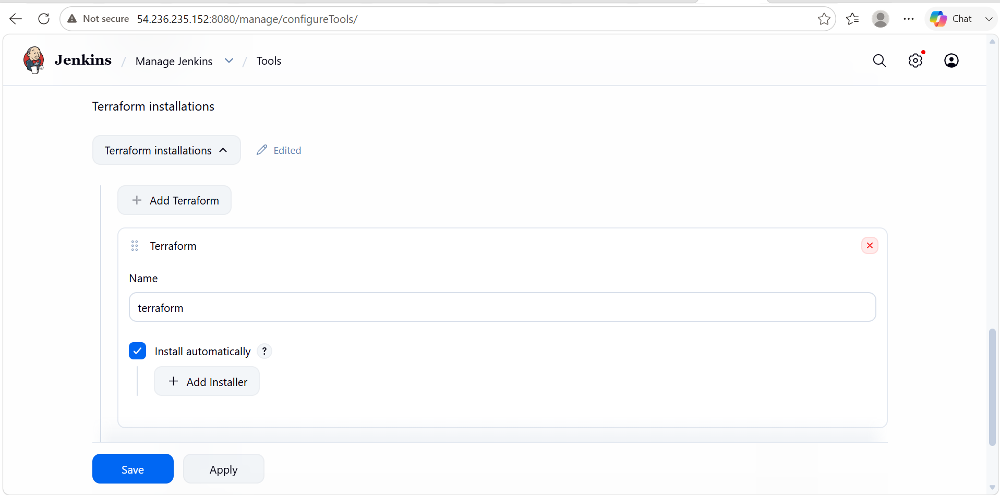 Not secure 54.236.235.152:8080/manage/configureTools/ Chat
Jenkins / Manage Jenkins / Tools
Terraform installations
Terraform installations Edited
+ Add Terraform
Terraform
Name
terraform
Install automatically ?
+ Add Installer
Save Apply